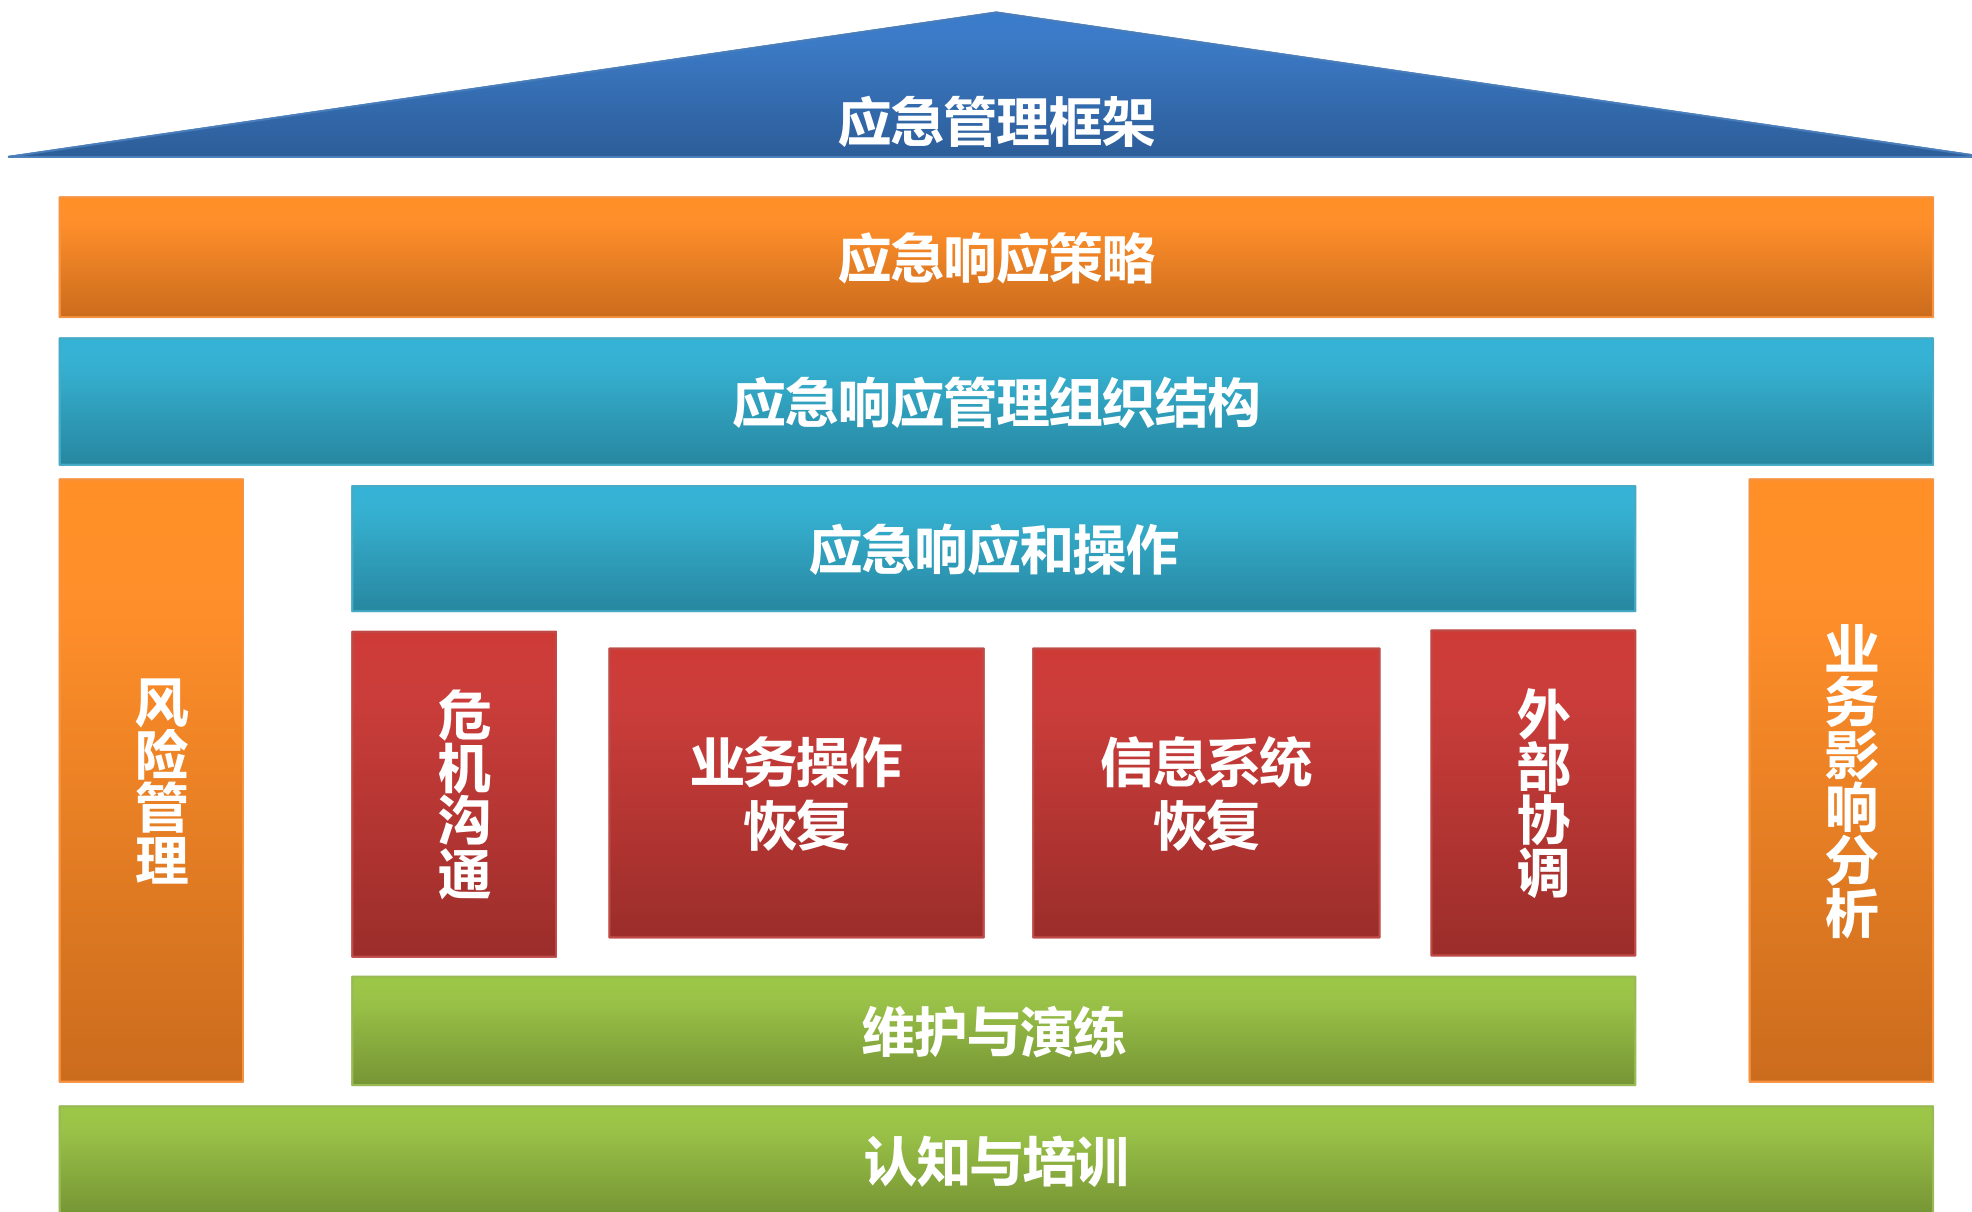 应急管理框架
应急响应策略
应急响应管理组织结构
风险管理
应急响应和操作
危机沟通
业务操作
恢复
信息系统
恢复
外部协调
业务影响分析
维护与演练
认知与培训